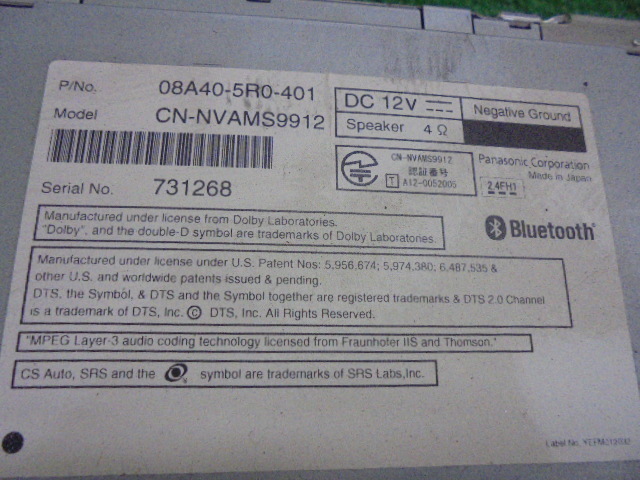 P/No. 08A40-5R0-401
Model CN-NVAMS9912
Serial No. 731268
DC 12V
Negative Ground
Speaker 4 Ω
CN-NVAMS9912
認証番号
T A12-0052005
Panasonic Corporation
Made in Japan
2.4FH1
Bluetooth®
Manufactured under license from Dolby Laboratories.
"Dolby", and the double-D symbol are trademarks of Dolby Laboratories.
Manufactured under license under U.S. Patent Nos: 5,956,674; 5,974,380; 6,487,535 &
other U.S. and worldwide patents issued & pending.
DTS, the Symbol, & DTS and the Symbol together are registered trademarks & DTS 2.0 Channel
is a trademark of DTS, Inc. © DTS, Inc. All Rights Reserved.
"MPEG Layer-3 audio coding technology licensed from Fraunhofer IIS and Thomson."
CS Auto, SRS and the symbol are trademarks of SRS Labs,Inc.
Label No.